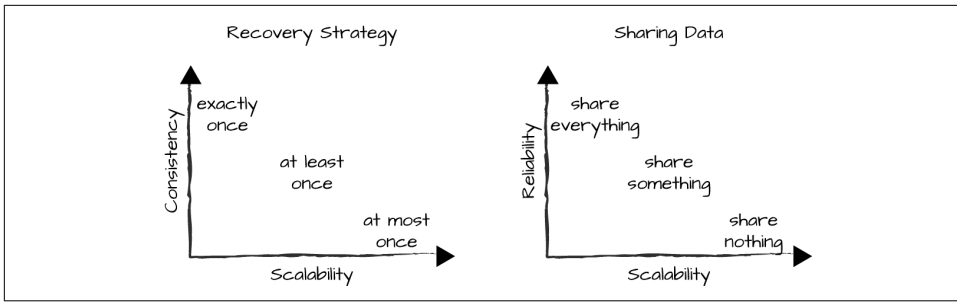 Recovery Strategy
Consistency
exactly
once
at least
once
at most
once
Scalability
Sharing Data
Reliability
share
everything
share
something
share
nothing
Scalability